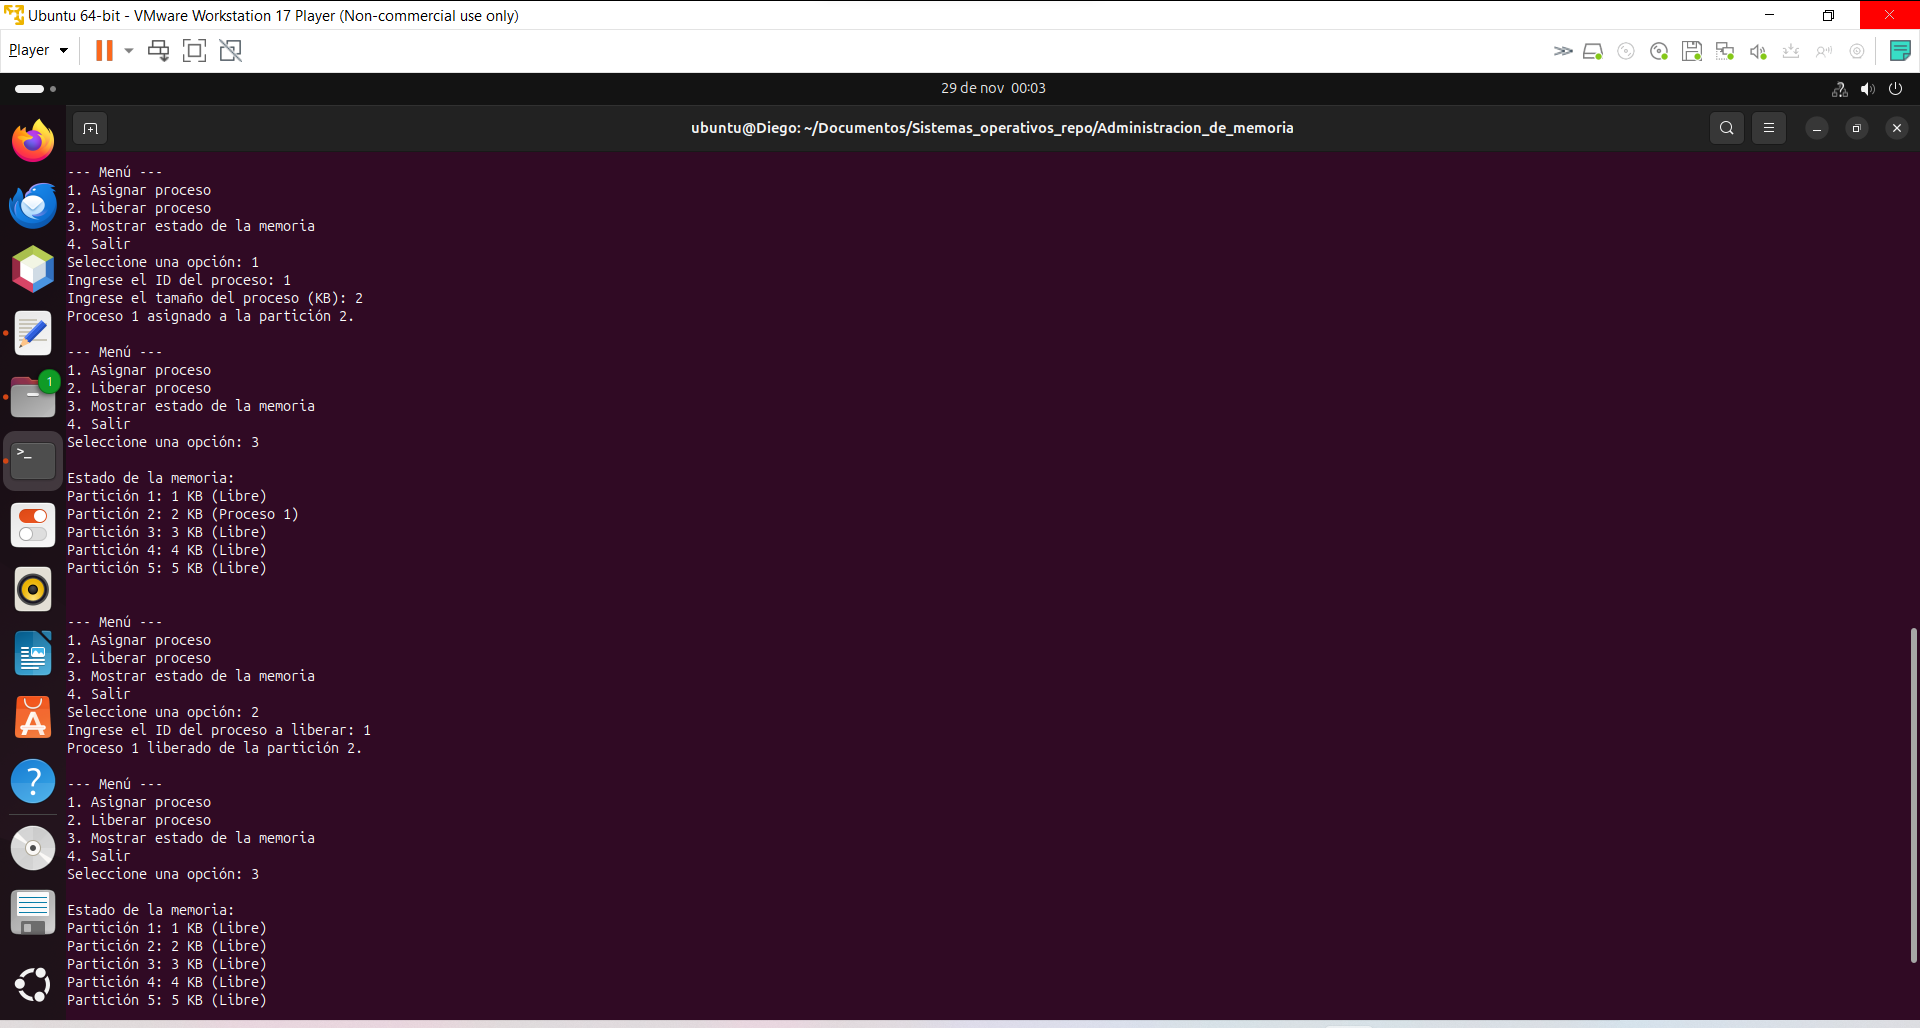 Ubuntu 64-bit - VMware Workstation 17 Player (Non-commercial use only)
Player
29 de nov 00:03
ubuntu@Diego: ~/Documentos/Sistemas_operativos_repo/Administracion_de_memoria
--- Menú ---
1. Asignar proceso
2. Liberar proceso
3. Mostrar estado de la memoria
4. Salir
Seleccione una opción: 1
Ingrese el ID del proceso: 1
Ingrese el tamaño del proceso (KB): 2
Proceso 1 asignado a la partición 2.
--- Menú ---
1. Asignar proceso
2. Liberar proceso
3. Mostrar estado de la memoria
4. Salir
Seleccione una opción: 3
Estado de la memoria:
Partición 1: 1 KB (Libre)
Partición 2: 2 KB (Proceso 1)
Partición 3: 3 KB (Libre)
Partición 4: 4 KB (Libre)
Partición 5: 5 KB (Libre)
--- Menú ---
1. Asignar proceso
2. Liberar proceso
3. Mostrar estado de la memoria
4. Salir
Seleccione una opción: 2
Ingrese el ID del proceso a liberar: 1
Proceso 1 liberado de la partición 2.
--- Menú ---
1. Asignar proceso
2. Liberar proceso
3. Mostrar estado de la memoria
4. Salir
Seleccione una opción: 3
Estado de la memoria:
Partición 1: 1 KB (Libre)
Partición 2: 2 KB (Libre)
Partición 3: 3 KB (Libre)
Partición 4: 4 KB (Libre)
Partición 5: 5 KB (Libre)
1